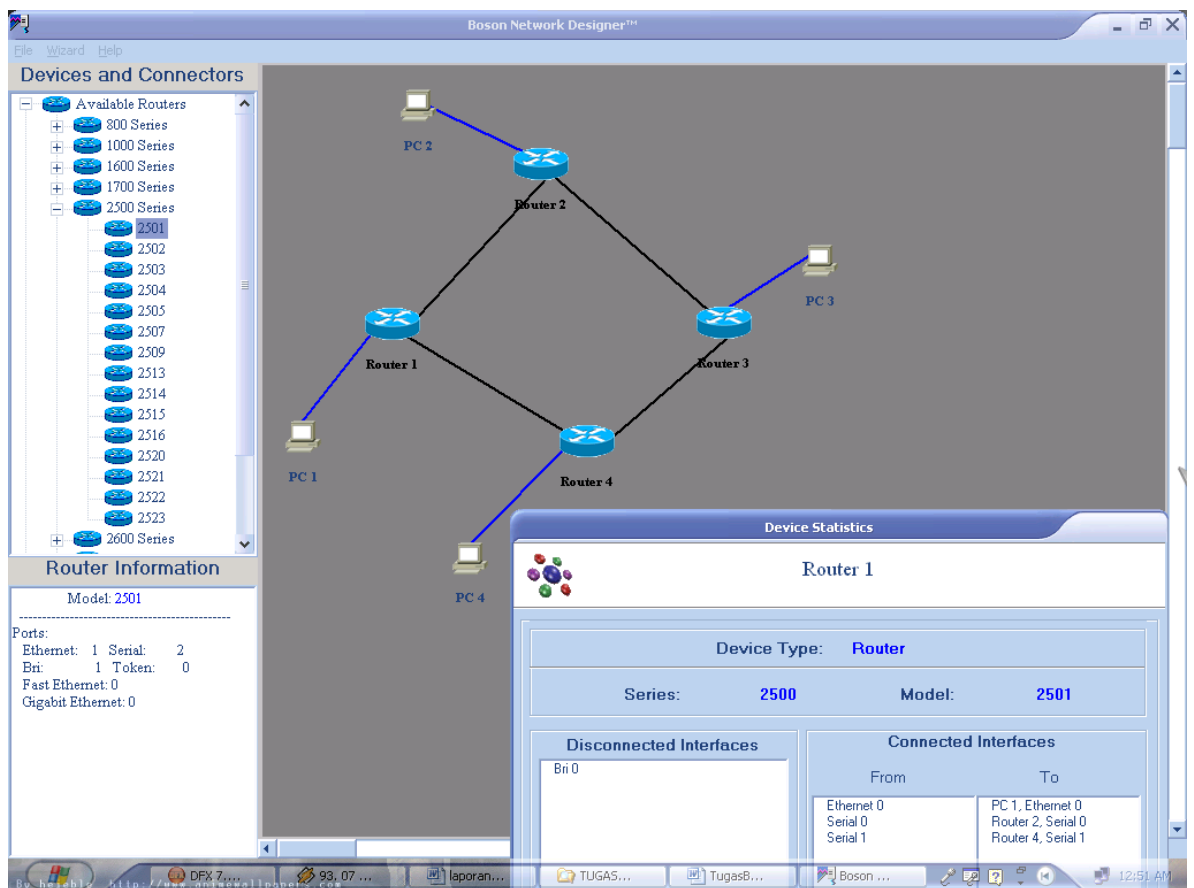 Boson Network Designer™
File Wizard Help
Devices and Connectors
Available Routers
800 Series
1000 Series
1600 Series
1700 Series
2500 Series
2501
2502
2503
2504
2505
2507
2509
2513
2514
2515
2516
2520
2521
2522
2523
2600 Series
Router Information
Model: 2501
Ports:
Ethernet: 1 Serial: 2
Bri: 1 Token: 0
Fast Ethernet: 0
Gigabit Ethernet: 0
PC 2
Router 2
PC 3
Router 1
Router 3
PC 1
Router 4
PC 4
Device Statistics
Router 1
Device Type: Router
Series: 2500 Model: 2501
Disconnected Interfaces
Bri 0
Connected Interfaces
From To
Ethernet 0 PC 1, Ethernet 0
Serial 0 Router 2, Serial 0
Serial 1 Router 4, Serial 1
DFX 7....
93. 07 ...
laporan...
TUGAS...
TugasB...
Boson ...
12:51 AM